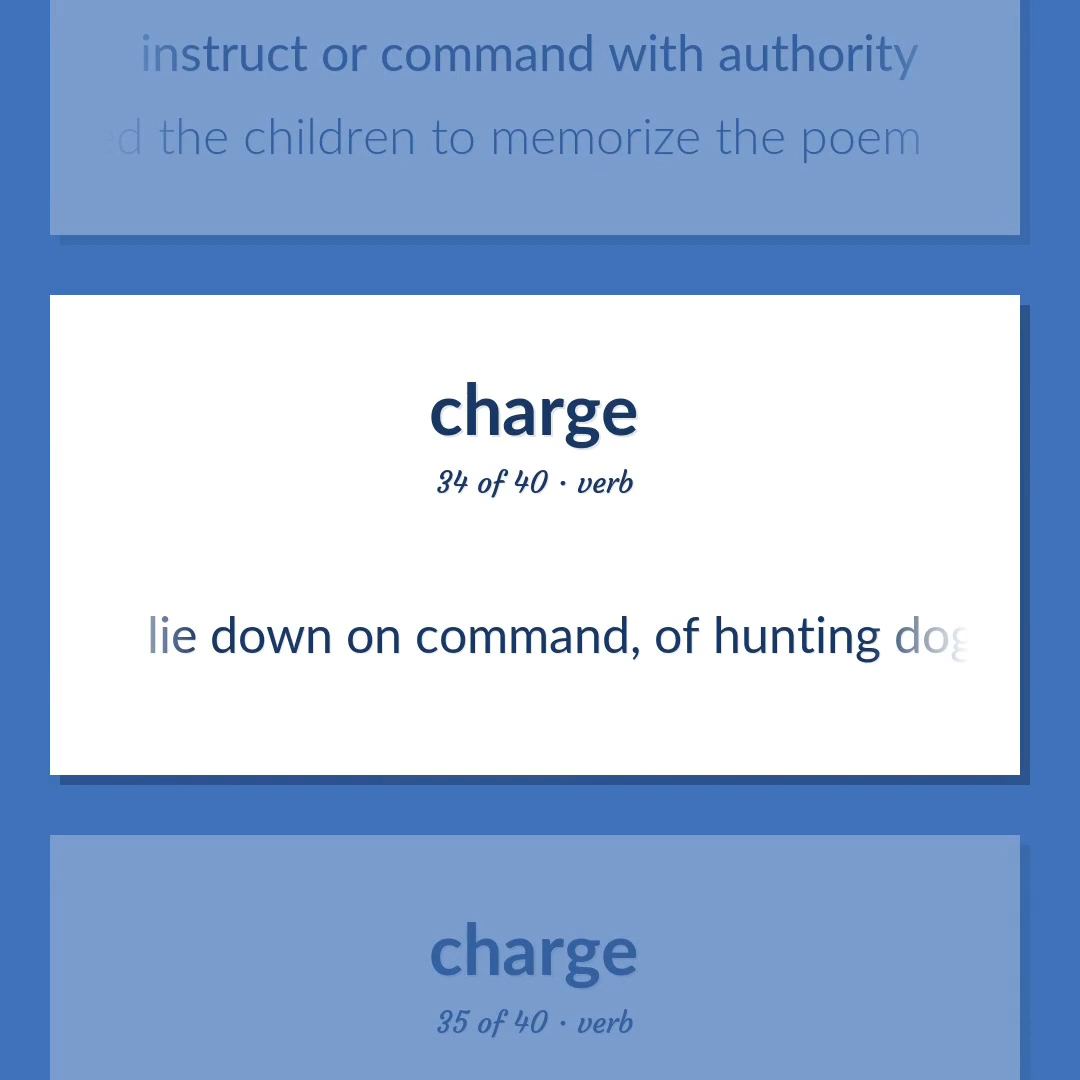 instruct or command with authority
the children to memorize the poem
charge
34 of 40 · verb
lie down on command, of hunting
charge
35 of 40 · verb